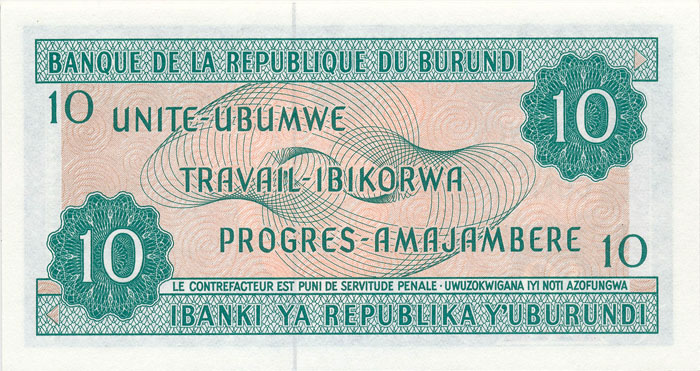 BANQUE DE LA REPUBLIQUE DU BURUNDI
10
10
UNITE-UBUMWE
TRAVAIL-IBIKORWA
PROGRES-AMAJAMBERE
10
10
LE CONTREFACTEUR EST PUNI DE SERVITUDE PENALE · UWUZOKWIGANA IYI NOTI AZOFUNGWA
IBANKI YA REPUBLIKA Y'UBURUNDI